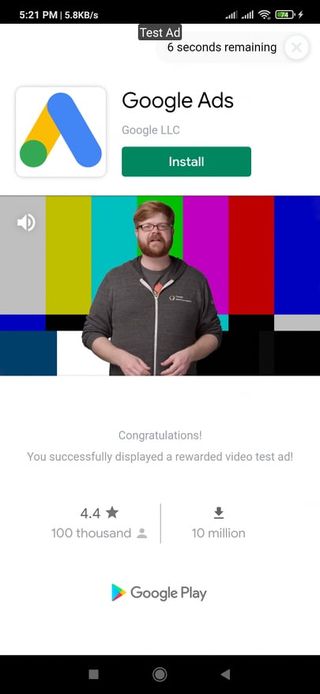 5:21 PM | 5.8KB/s
74
Test Ad
6 seconds remaining
Google Ads
Google LLC
Install
Congratulations!
You successfully displayed a rewarded video test ad!
4.4
100 thousand
10 million
Google Play